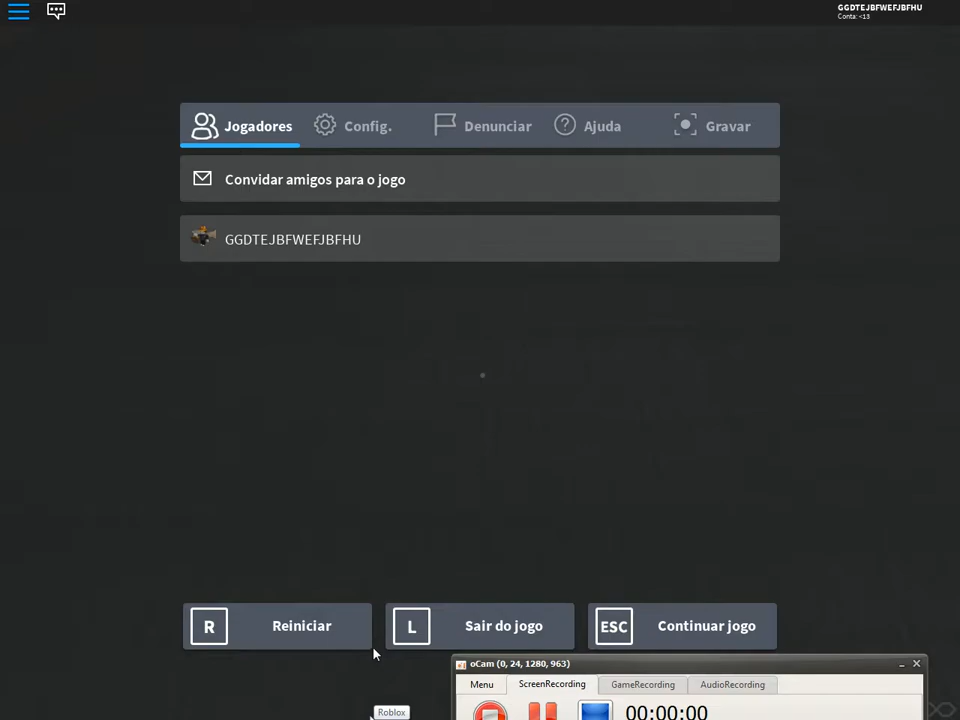 GGDTEJBFWEFJBFHU
Conta: <13
Jogadores
Config.
Denunciar
Ajuda
Gravar
Convidar amigos para o jogo
GGDTEJBFWEFJBFHU
R Reiniciar
L Sair do jogo
ESC Continuar jogo
oCam (0, 24, 1280, 963)
Menu
ScreenRecording
GameRecording
AudioRecording
Roblox
00:00:00